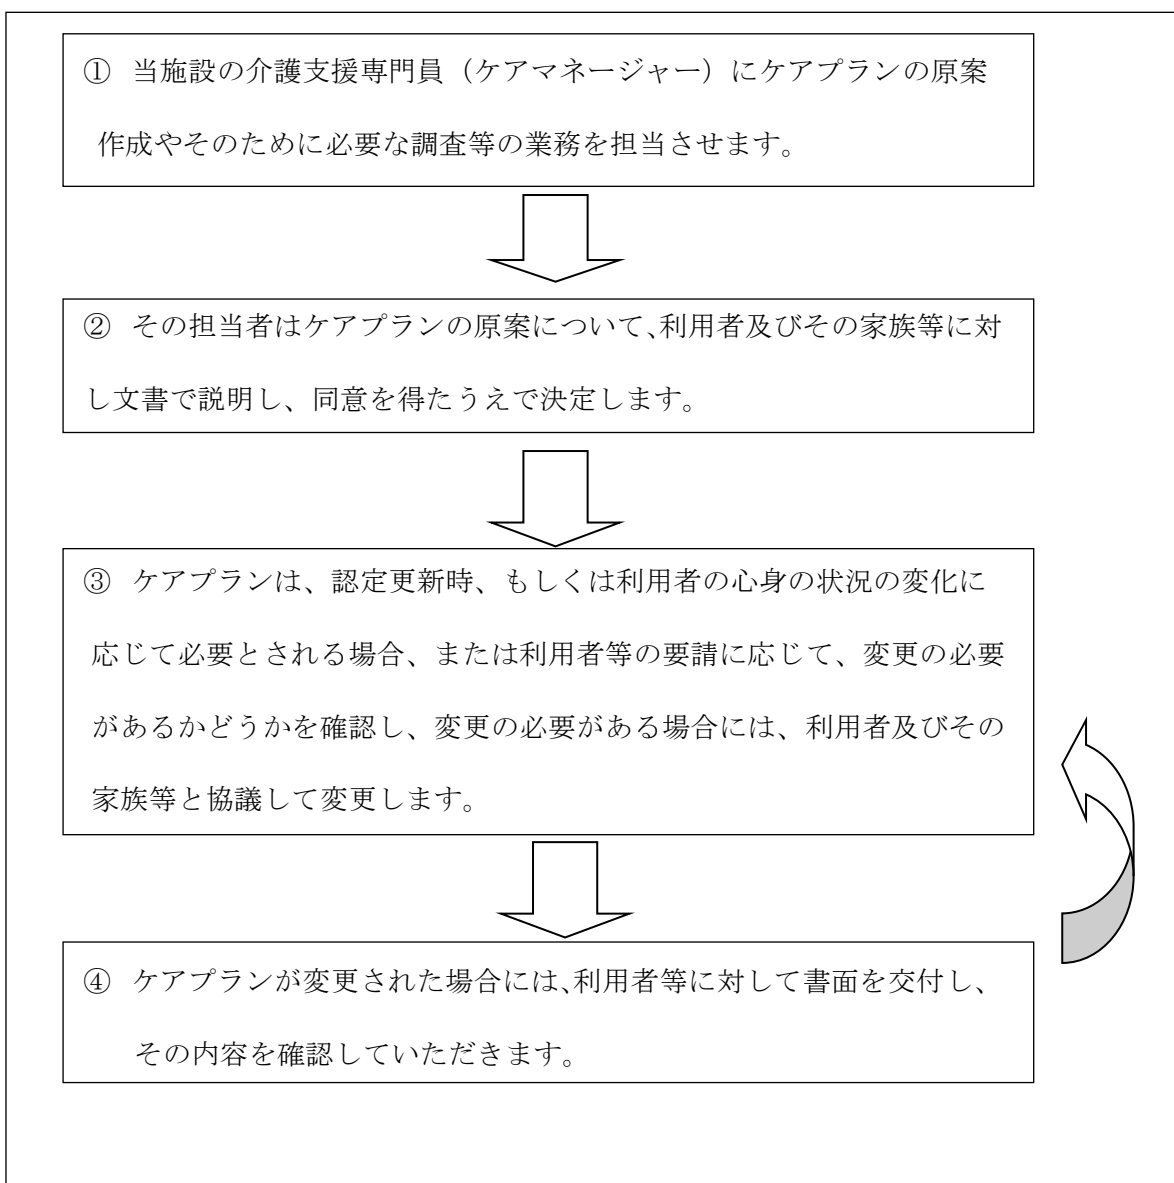 ① 当施設の介護支援専門員（ケアマネージャー）にケアプランの原案
作成やそのために必要な調査等の業務を担当させます。
② その担当者はケアプランの原案について、利用者及びその家族等に対
し文書で説明し、同意を得たうえで決定します。
③ ケアプランは、認定更新時、もしくは利用者の心身の状況の変化に
応じて必要とされる場合、または利用者等の要請に応じて、変更の必要
があるかどうかを確認し、変更の必要がある場合には、利用者及びその
家族等と協議して変更します。
④ ケアプランが変更された場合には、利用者等に対して書面を交付し、
その内容を確認していただきます。